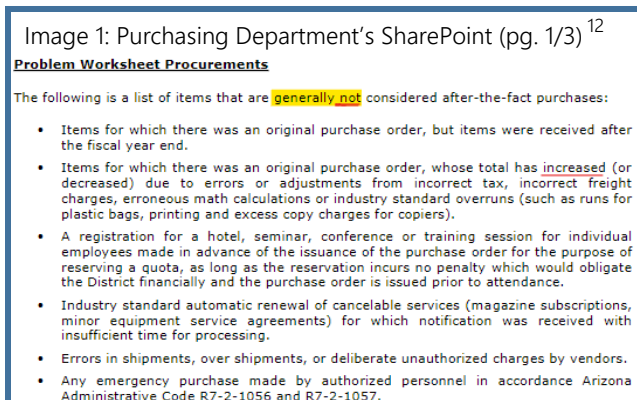 Image 1: Purchasing Department's SharePoint (pg. 1/3) 12
Problem Worksheet Procurements
The following is a list of items that are generally not considered after-the-fact purchases:
• Items for which there was an original purchase order, but items were received after
the fiscal year end.
• Items for which there was an original purchase order, whose total has increased (or
decreased) due to errors or adjustments from incorrect tax, incorrect freight
charges, erroneous math calculations or industry standard overruns (such as runs for
plastic bags, printing and excess copy charges for copiers).
• A registration for a hotel, seminar, conference or training session for individual
employees made in advance of the issuance of the purchase order for the purpose of
reserving a quota, as long as the reservation incurs no penalty which would obligate
the District financially and the purchase order is issued prior to attendance.
• Industry standard automatic renewal of cancelable services (magazine subscriptions,
minor equipment service agreements) for which notification was received with
insufficient time for processing.
• Errors in shipments, over shipments, or deliberate unauthorized charges by vendors.
• Any emergency purchase made by authorized personnel in accordance Arizona
Administrative Code R7-2-1056 and R7-2-1057.